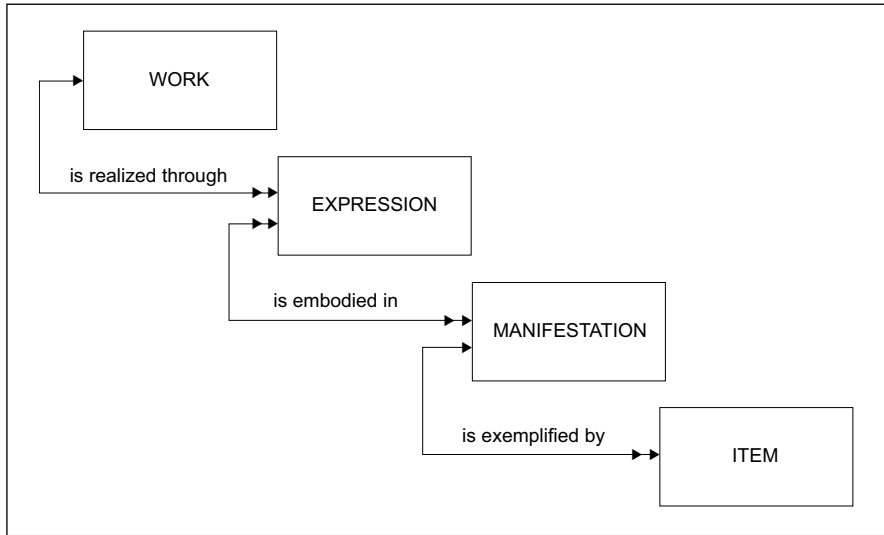 WORK
is realized through
EXPRESSION
is embodied in
MANIFESTATION
is exemplified by
ITEM